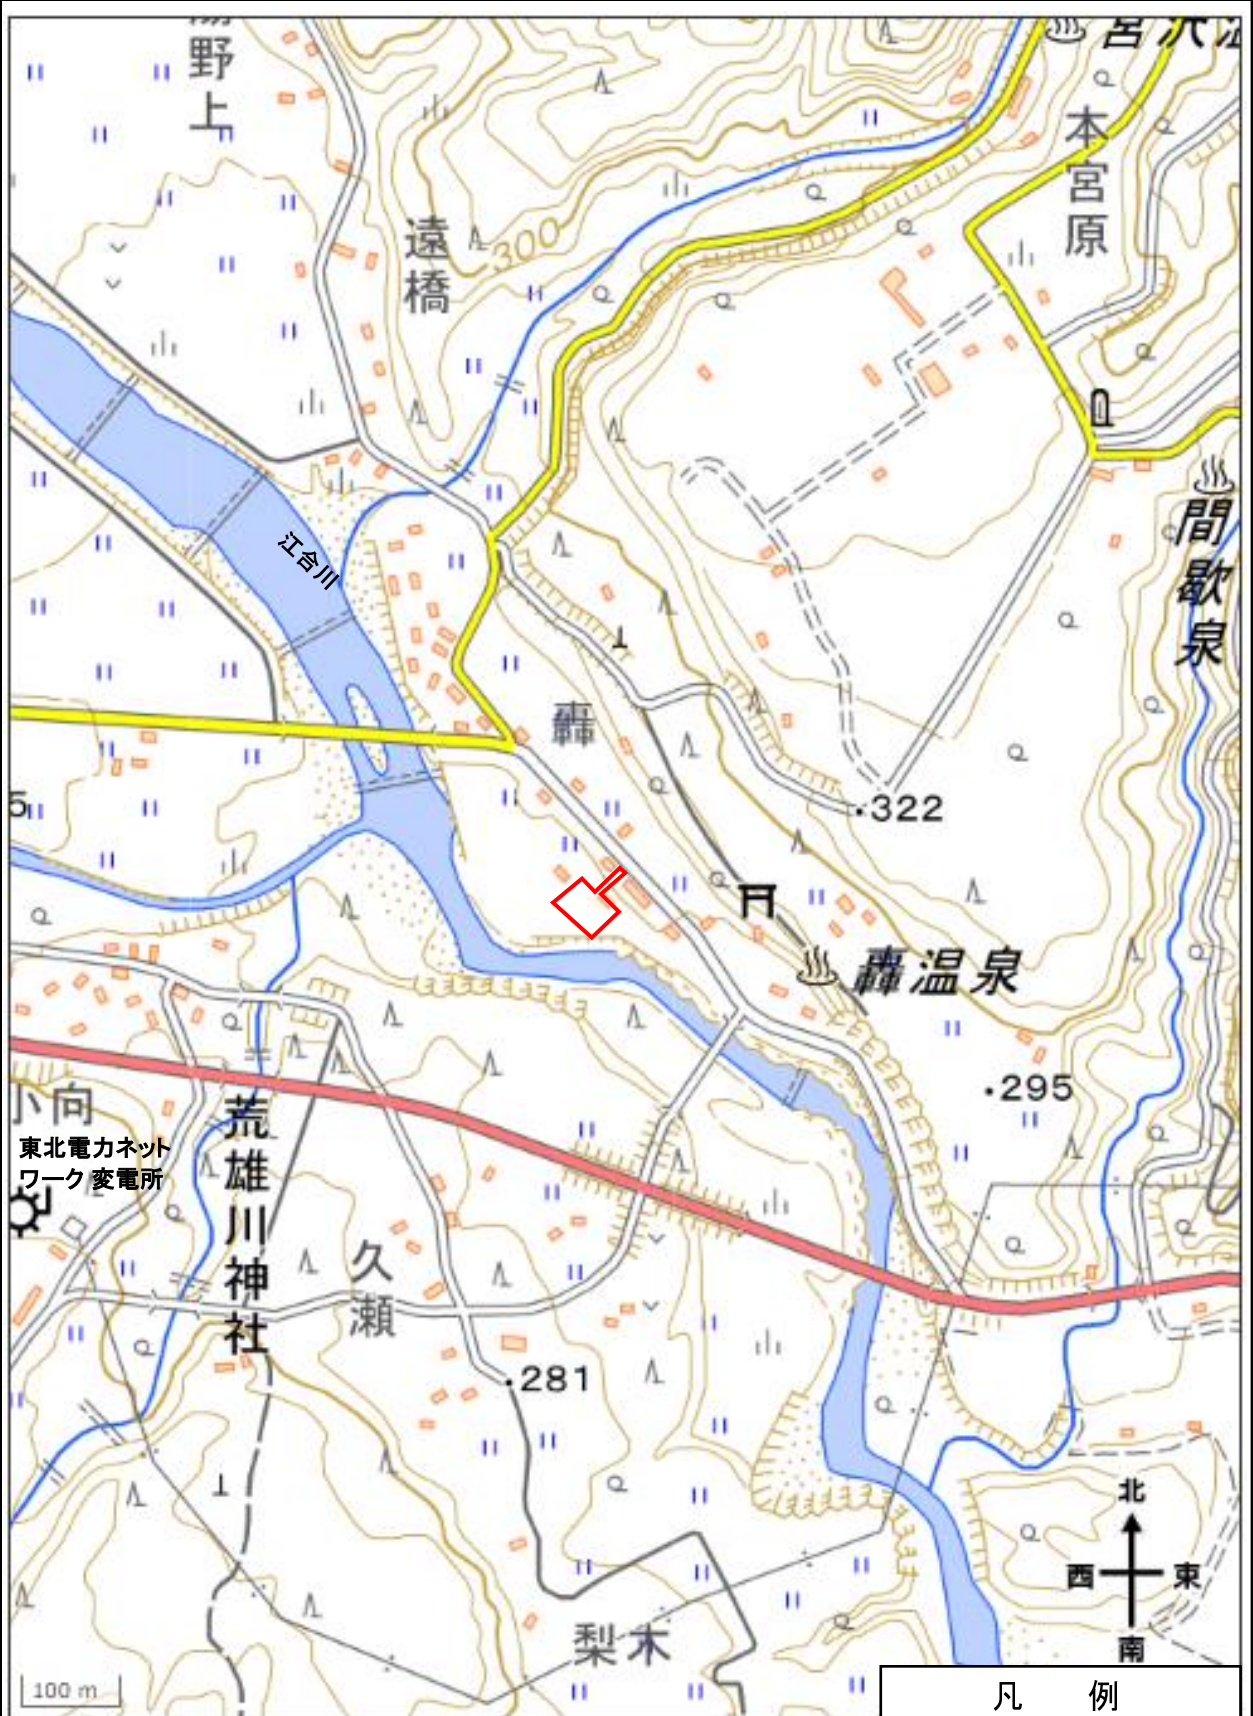 野上
遠橋
300
本宮原
江合川
間歇泉
轟
322
轟温泉
295
小向
東北電力ネット
ワーク変電所
荒雄川神社
久瀬
281
梨木
北
西
東
南
100 m
凡 例